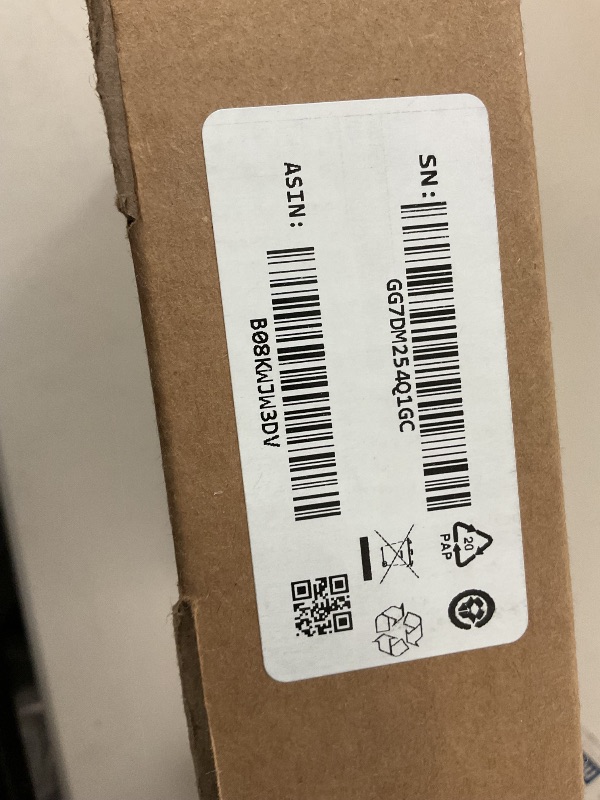 SN:
GG7DM254Q1GC
ASIN:
B08KWJW3DV
20
PAP